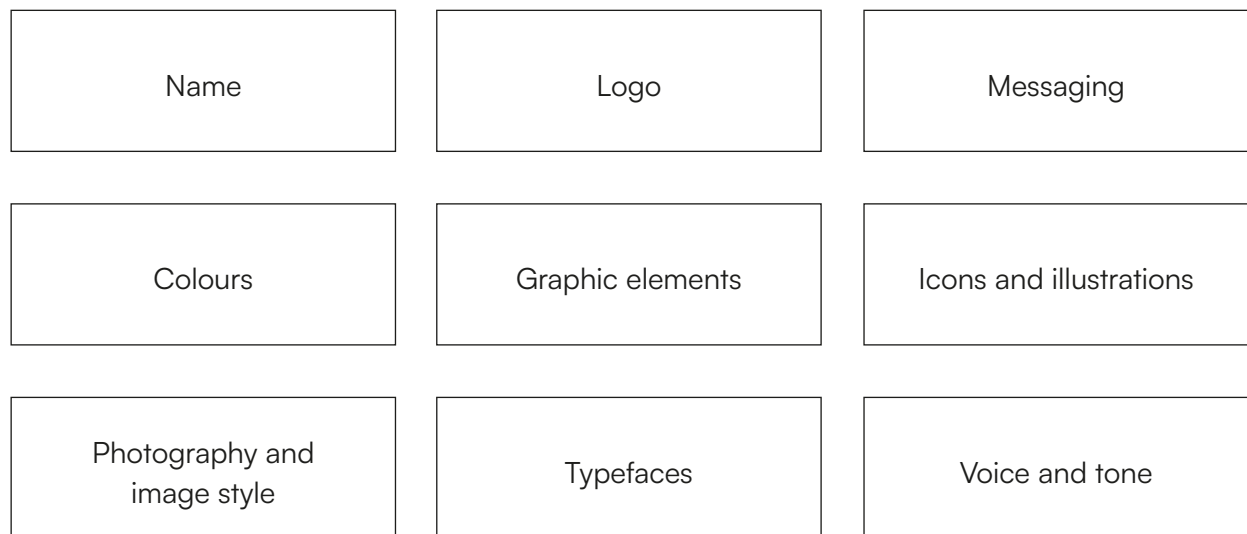 Name
Logo
Messaging
Colours
Graphic elements
Icons and illustrations
Photography and
image style
Typefaces
Voice and tone